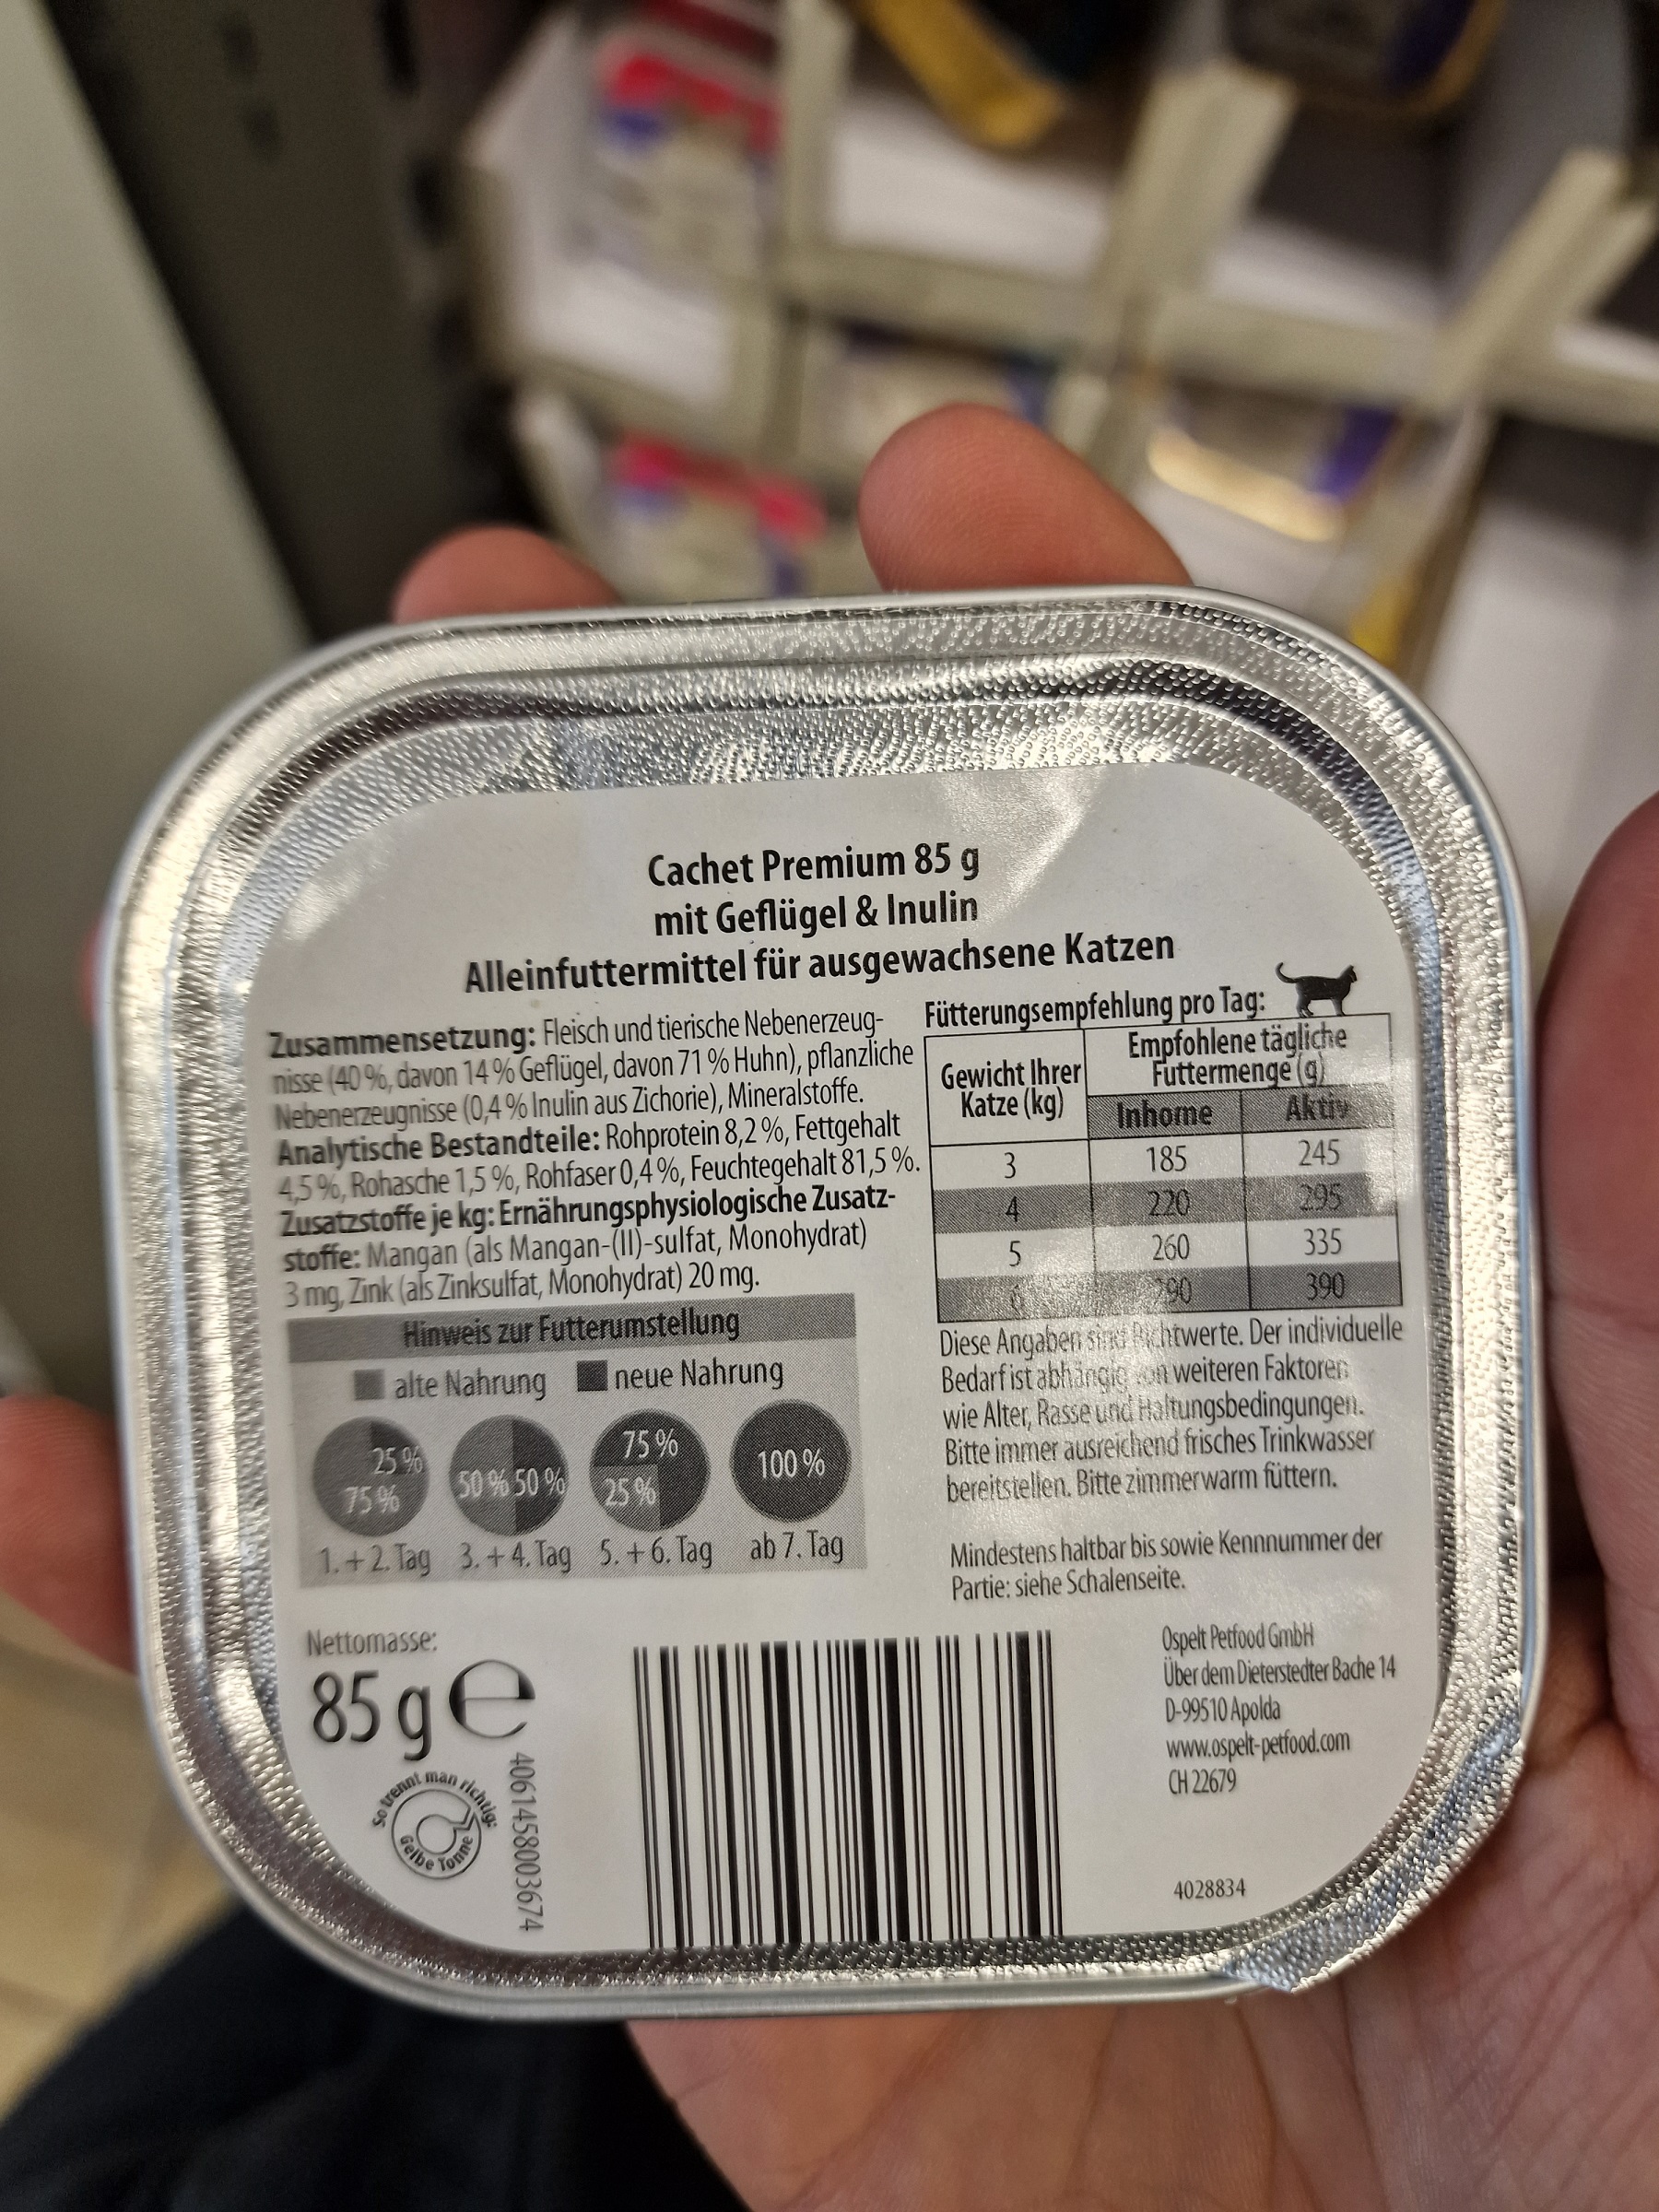 Cachet Premium 85 g
mit Geflügel & Inulin
Alleinfuttermittel für ausgewachsene Katzen
Zusammensetzung: Fleisch und tierische Nebenerzeug-
nisse (40 %, davon 14 % Geflügel, davon 71 % Huhn), pflanzliche
Nebenerzeugnisse (0,4 % Inulin aus Zichorie), Mineralstoffe.
Analytische Bestandteile: Rohprotein 8,2 %, Fettgehalt
4,5 %, Rohasche 1,5 %, Rohfaser 0,4 %, Feuchtegehalt 81,5 %.
Zusatzstoffe je kg: Ernährungsphysiologische Zusatz-
stoffe: Mangan (als Mangan-(II)-sulfat, Monohydrat)
3 mg, Zink (als Zinksulfat, Monohydrat) 20 mg.
Hinweis zur Futterumstellung
alte Nahrung neue Nahrung
25 % 75 % 50 % 50 % 75 % 25 % 100 %
1. + 2. Tag 3. + 4. Tag 5. + 6. Tag ab 7. Tag
Fütterungsempfehlung pro Tag:
Gewicht Ihrer
Katze (kg)
Empfohlene tägliche
Futtermenge (g)
Inhome Aktiv
3 185 245
4 220 295
5 260 335
6 290 390
Diese Angaben sind Richtwerte. Der individuelle
Bedarf ist abhängig von weiteren Faktoren
wie Alter, Rasse und Haltungsbedingungen.
Bitte immer ausreichend frisches Trinkwasser
bereitstellen. Bitte zimmerwarm füttern.
Mindestens haltbar bis sowie Kennnummer der
Partie: siehe Schalenseite.
Nettomasse:
85 g e
So trennt man richtig:
Gelbe Tonne
4061458003674
Ospelt Petfood GmbH
Über dem Dieterstedter Bache 14
D-99510 Apolda
www.ospelt-petfood.com
CH 22679
4028834